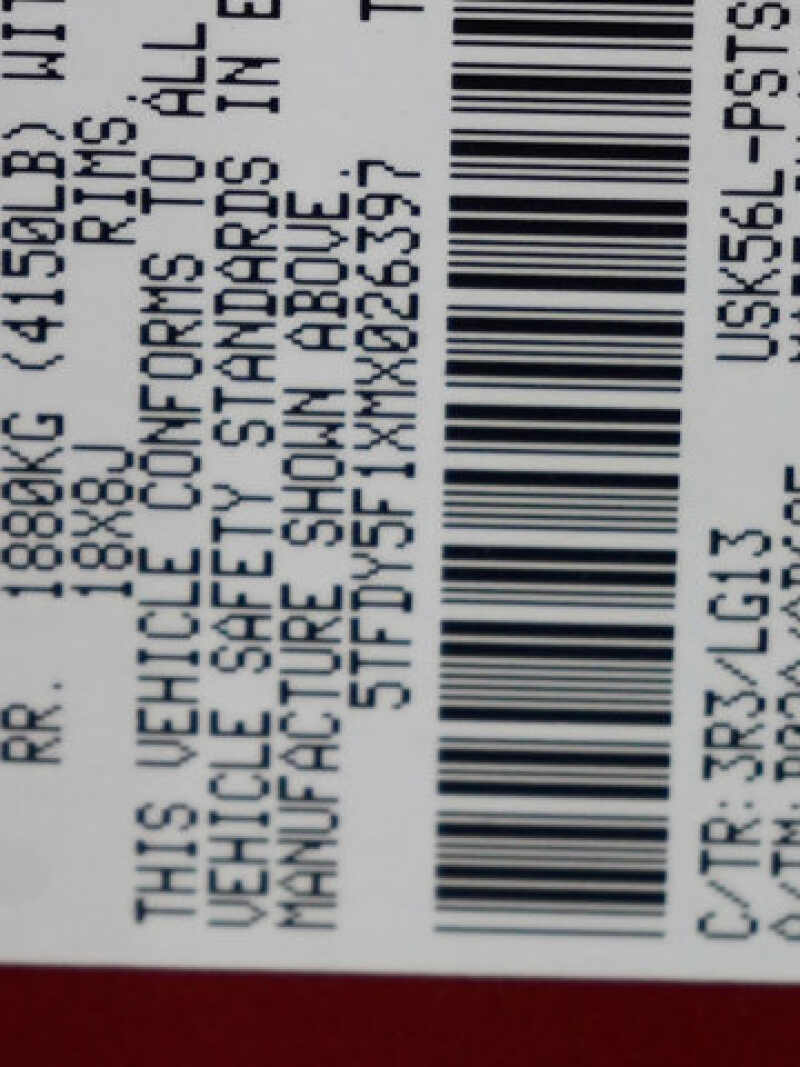 RR. 1880KG (4150LB) WIT
18X8J RIMS,
THIS VEHICLE CONFORMS TO ALL
VEHICLE SAFETY STANDARDS IN E
MANUFACTURE SHOWN ABOVE.
5TFDY5F1XMX026397 T
C/TR: 3R3/LG13 USK56L-PSTS